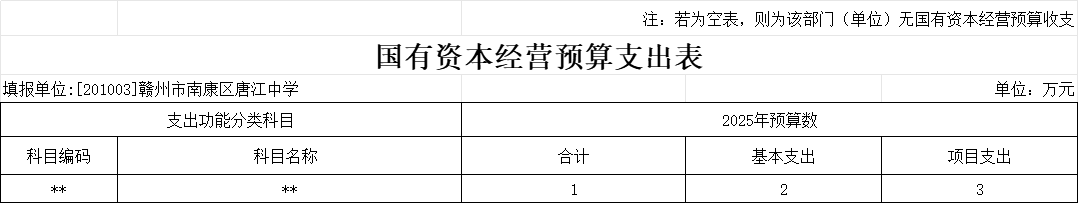 注：若为空表，则为该部门（单位）无国有资本经营预算收支
国有资本经营预算支出表
填报单位:[201003]赣州市南康区唐江中学 单位：万元
支出功能分类科目 2025年预算数
科目编码 科目名称 合计 基本支出 项目支出
** ** 1 2 3